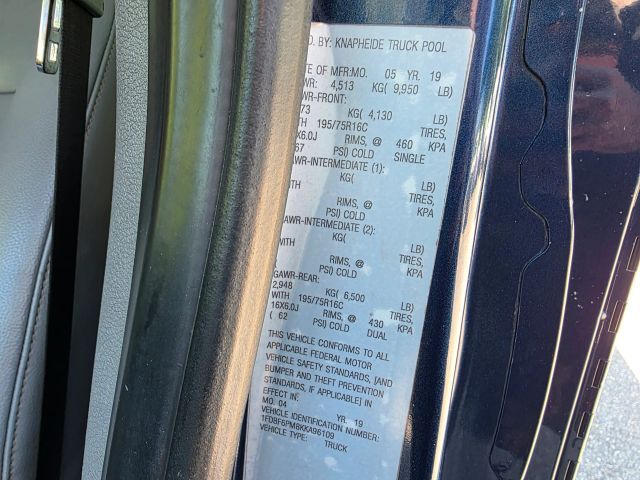 D. BY: KNAPHEIDE TRUCK POOL
TE OF MFR:MO. 05 YR. 19
WR: 4,513 KG( 9,950 LB)
WR-FRONT:
73 KG( 4,130 LB)
ITH 195/75R16C TIRES,
X6.0J RIMS, @ 460 KPA
67 PSI) COLD SINGLE
WR-INTERMEDIATE (1):
KG( LB)
ITH TIRES,
RIMS, @ KPA
PSI) COLD
AWR-INTERMEDIATE (2):
KG( LB)
WITH TIRES,
RIMS, @ KPA
( PSI) COLD
GAWR-REAR:
2,948 KG( 6,500 LB)
WITH 195/75R16C TIRES,
16X6.0J RIMS, @ 430 KPA
( 62 PSI) COLD DUAL
THIS VEHICLE CONFORMS TO ALL
APPLICABLE FEDERAL MOTOR
VEHICLE SAFETY STANDARDS, [AND
BUMPER AND THEFT PREVENTION
STANDARDS, IF APPLICABLE] IN
EFFECT IN:
MO. 04 YR. 19
VEHICLE IDENTIFICATION NUMBER:
1FDBF6PM8KKA96109
VEHICLE TYPE: TRUCK